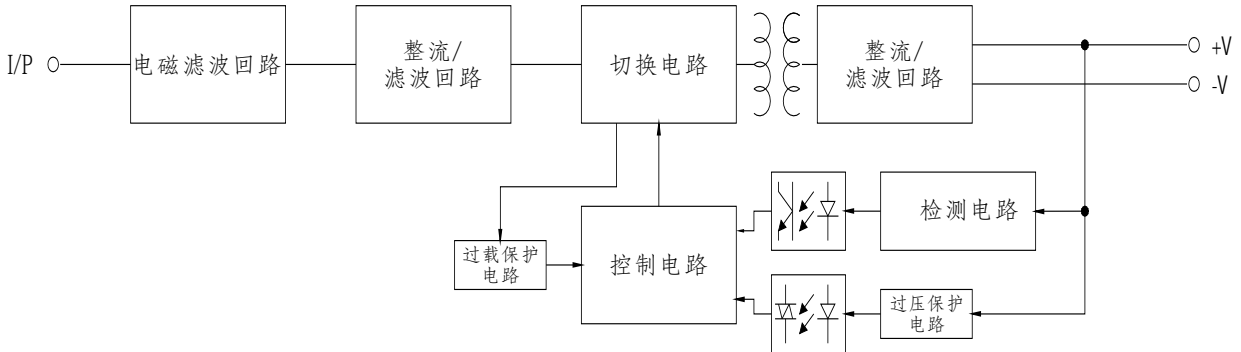 I/P
电磁滤波回路
整流/
滤波回路
切换电路
整流/
滤波回路
+V
-V
检测电路
过载保护
电路
控制电路
过压保护
电路